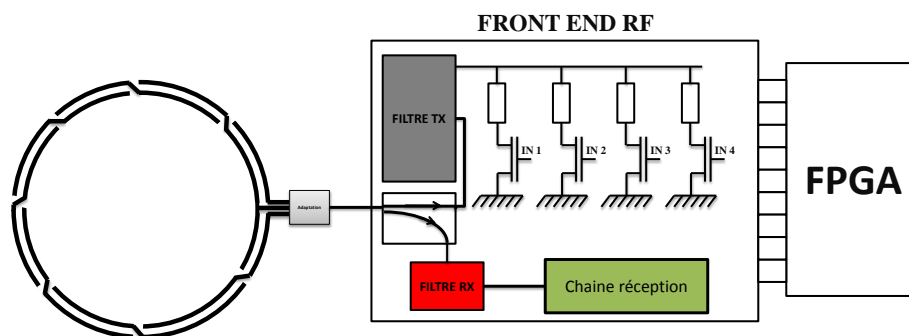 FRONT END RF
FILTRE TX
IN 1
IN 2
IN 3
IN 4
FPGA
Adaptation
FILTRE RX
Chaine réception